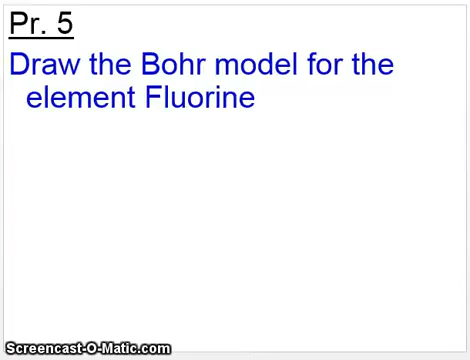 Pr. 5
Draw the Bohr model for the
element Fluorine
Screencast-O-Matic.com